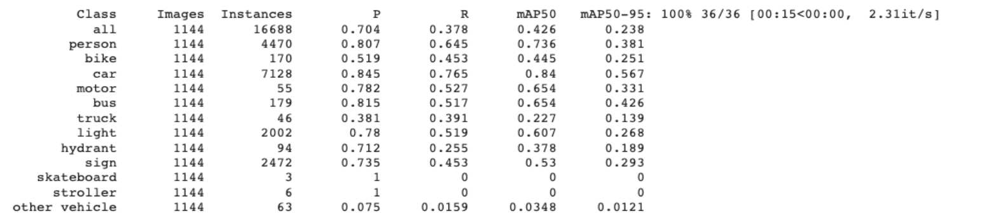 Class Images Instances P R mAP50 mAP50-95: 100% 36/36 [00:15<00:00, 2.31it/s]
all 1144 16688 0.704 0.378 0.426 0.238
person 1144 4470 0.807 0.645 0.736 0.381
bike 1144 170 0.519 0.453 0.445 0.251
car 1144 7128 0.845 0.765 0.84 0.567
motor 1144 55 0.782 0.527 0.654 0.331
bus 1144 179 0.815 0.517 0.654 0.426
truck 1144 46 0.381 0.391 0.227 0.139
light 1144 2002 0.78 0.519 0.607 0.268
hydrant 1144 94 0.712 0.255 0.378 0.189
sign 1144 2472 0.735 0.453 0.53 0.293
skateboard 1144 3 1 0 0 0
stroller 1144 6 1 0 0 0
other vehicle 1144 63 0.075 0.0159 0.0348 0.0121